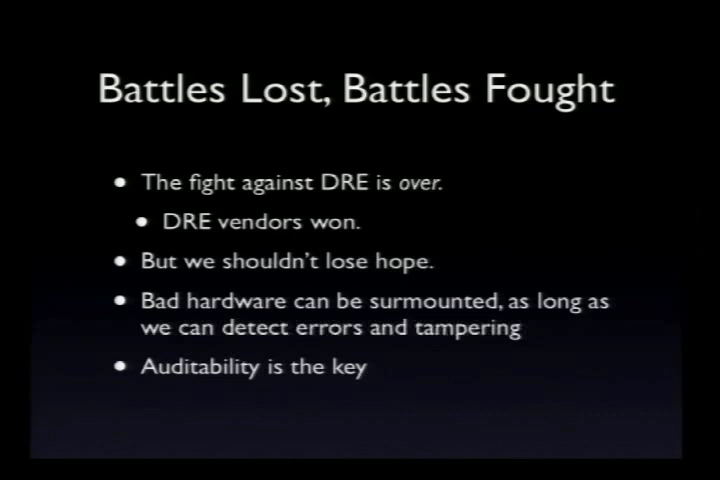 Battles Lost, Battles Fought
• The fight against DRE is over.
• DRE vendors won.
• But we shouldn't lose hope.
• Bad hardware can be surmounted, as long as
we can detect errors and tampering
• Auditability is the key